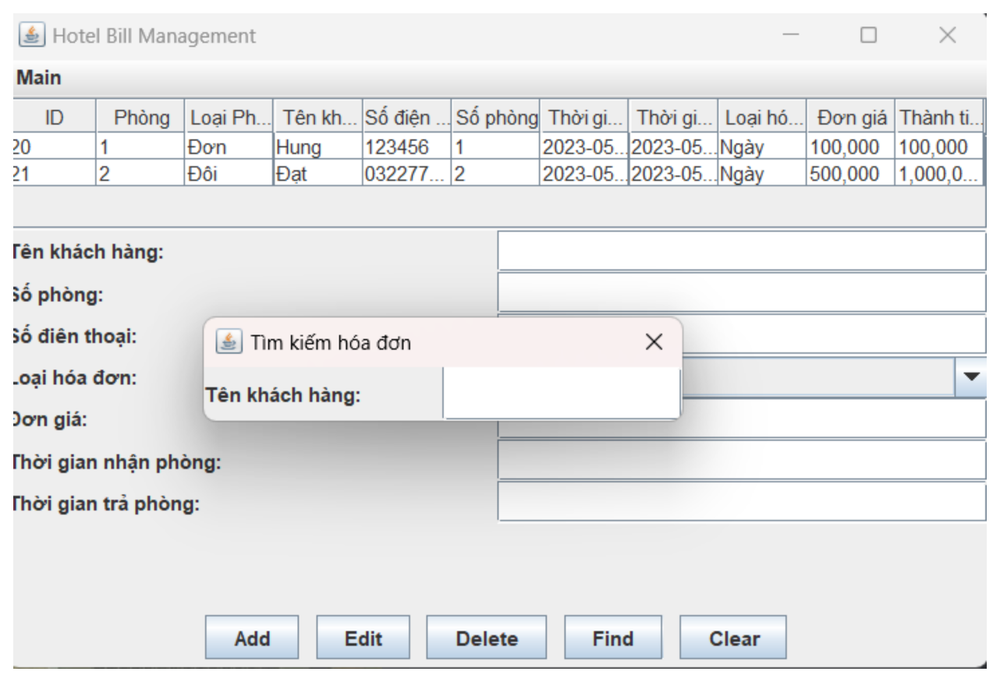 Hotel Bill Management
Main
ID Phòng Loại Ph... Tên kh... Số điện ... Số phòng Thời gi... Thời gi... Loại hó... Đơn giá Thành ti...
20 1 Đơn Hung 123456 1 2023-05... 2023-05... Ngày 100,000 100,000
21 2 Đôi Đạt 032277... 2 2023-05... 2023-05... Ngày 500,000 1,000,0...
Tên khách hàng:
Số phòng:
Số điên thoại:
Tìm kiếm hóa đơn
Loại hóa đơn:
Tên khách hàng:
Đơn giá:
Thời gian nhận phòng:
Thời gian trả phòng:
Add Edit Delete Find Clear